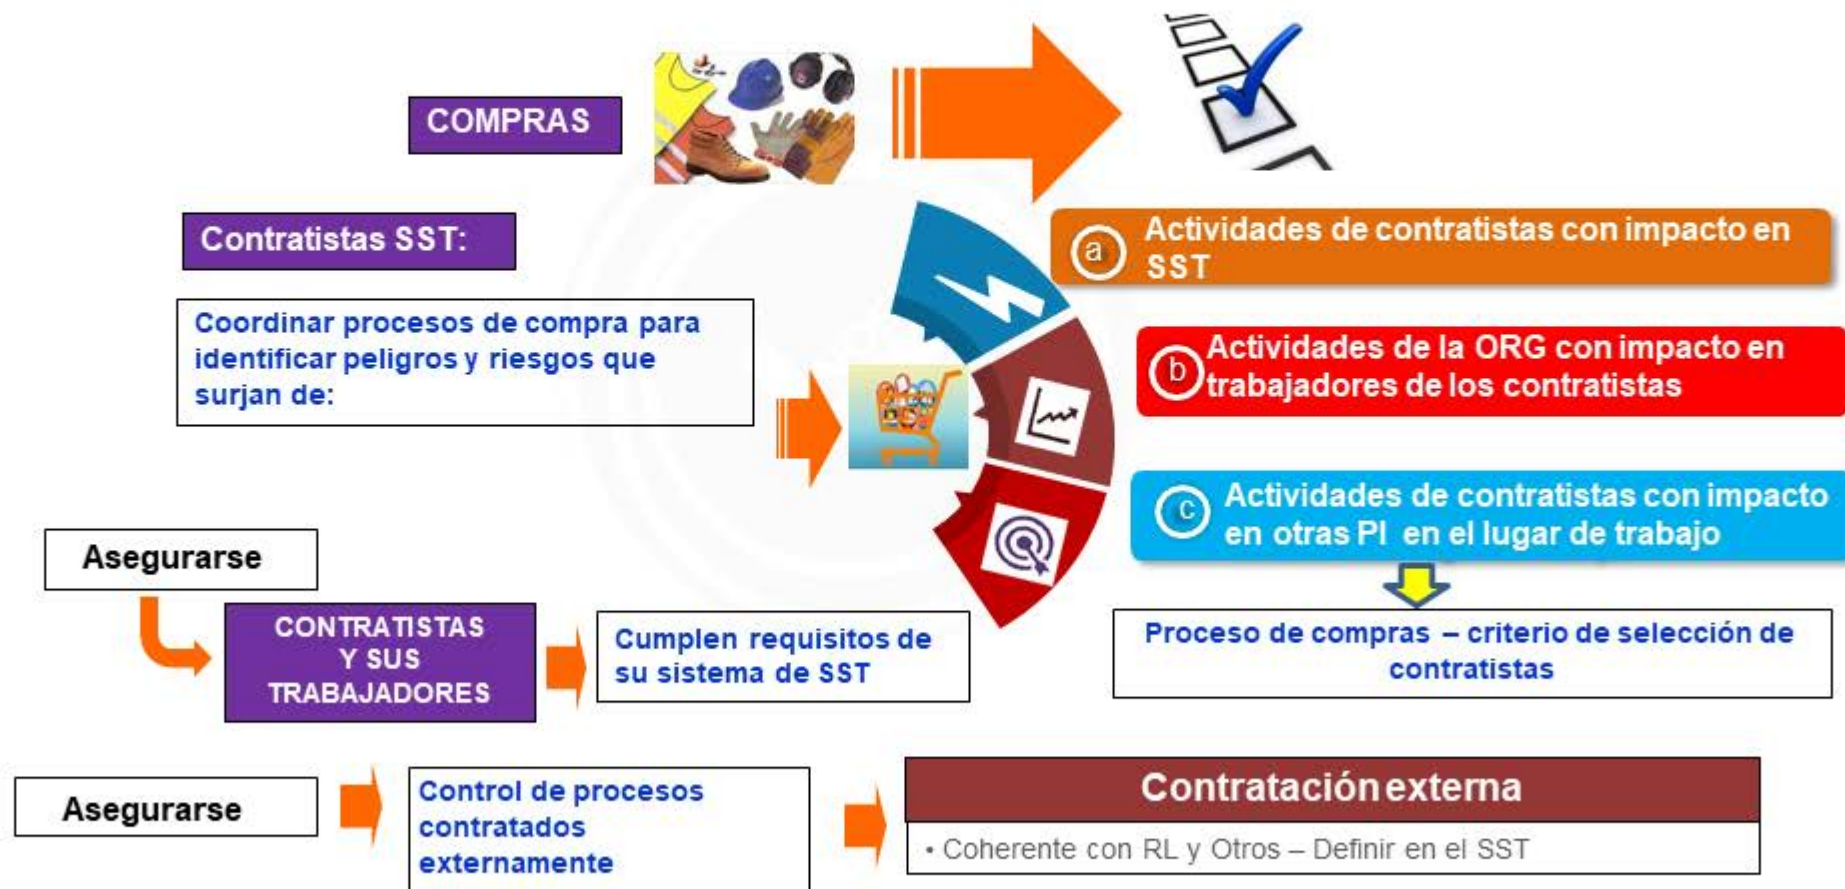 COMPRAS
Contratistas SST:
Coordinar procesos de compra para
identificar peligros y riesgos que
surjan de:
a
Actividades de contratistas con impacto en
SST
b
Actividades de la ORG con impacto en
trabajadores de los contratistas
c
Actividades de contratistas con impacto
en otras PI en el lugar de trabajo
Proceso de compras – criterio de selección de
contratistas
Asegurarse
CONTRATISTAS
Y SUS
TRABAJADORES
Cumplen requisitos de
su sistema de SST
Asegurarse
Control de procesos
contratados
externamente
Contratación externa
• Coherente con RL y Otros – Definir en el SST